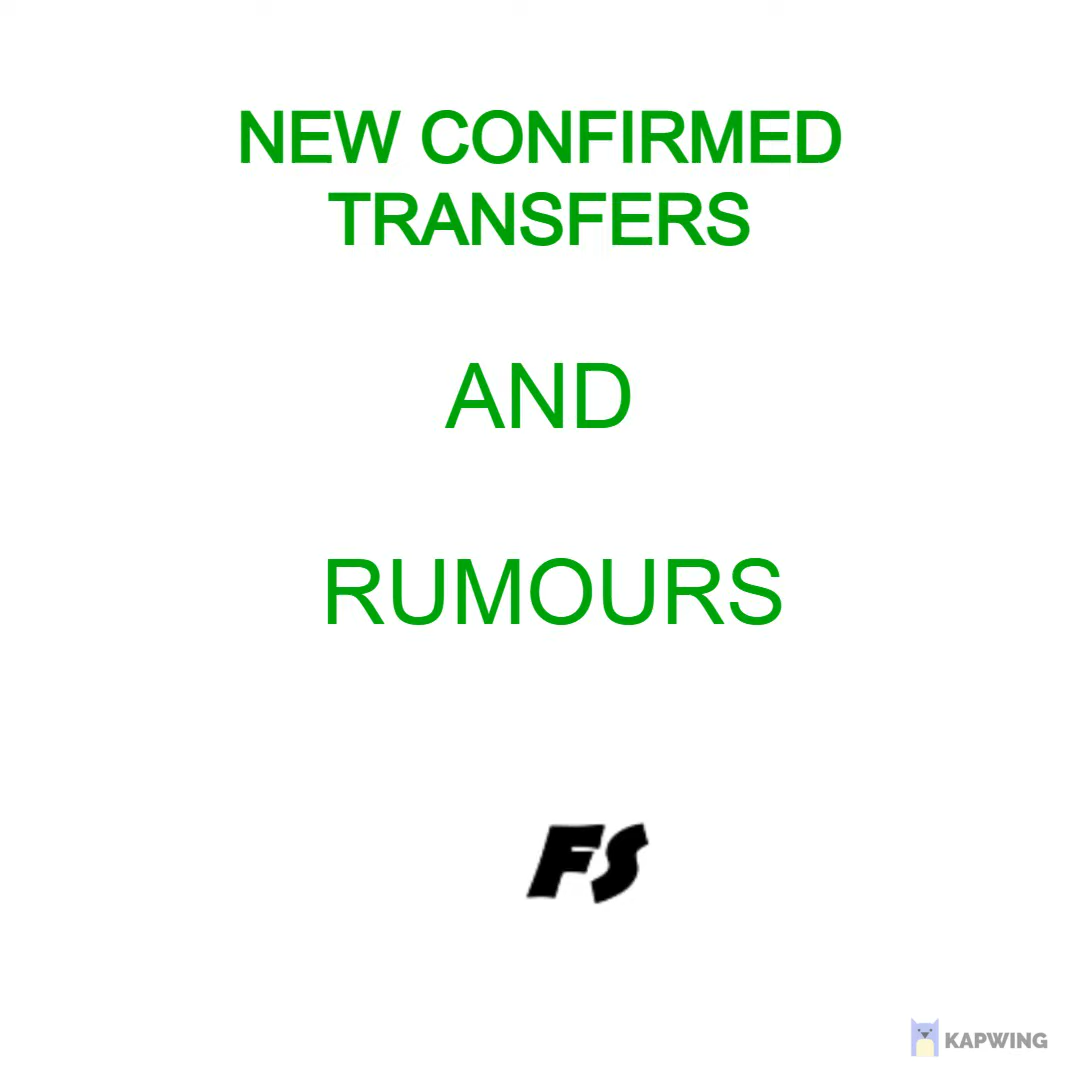 NEW CONFIRMED
TRANSFERS
AND
RUMOURS
FS
KAPWING